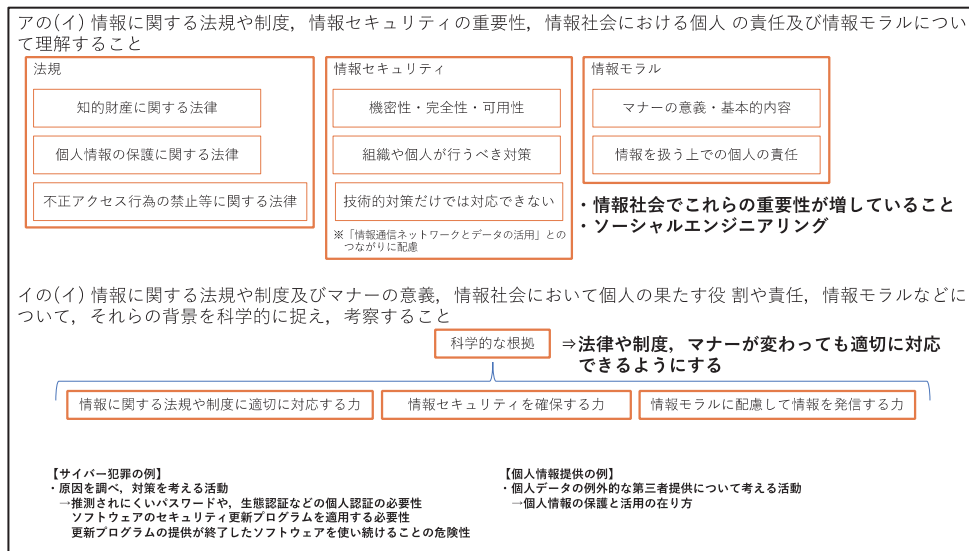 アの(イ) 情報に関する法規や制度，情報セキュリティの重要性，情報社会における個人 の責任及び情報モラルについ
て理解すること
法規
知的財産に関する法律
個人情報の保護に関する法律
不正アクセス行為の禁止等に関する法律
情報セキュリティ
機密性・完全性・可用性
組織や個人が行うべき対策
技術的対策だけでは対応できない
※「情報通信ネットワークとデータの活用」との
つながりに配慮
情報モラル
マナーの意義・基本的内容
情報を扱う上での個人の責任
・情報社会でこれらの重要性が増していること
・ソーシャルエンジニアリング
イの(イ) 情報に関する法規や制度及びマナーの意義，情報社会において個人の果たす役 割や責任，情報モラルなどに
ついて，それらの背景を科学的に捉え，考察すること
科学的な根拠
⇒法律や制度，マナーが変わっても適切に対応
できるようにする
情報に関する法規や制度に適切に対応する力
情報セキュリティを確保する力
情報モラルに配慮して情報を発信する力
【サイバー犯罪の例】
・原因を調べ，対策を考える活動
→推測されにくいパスワードや，生態認証などの個人認証の必要性
ソフトウェアのセキュリティ更新プログラムを適用する必要性
更新プログラムの提供が終了したソフトウェアを使い続けることの危険性
【個人情報提供の例】
・個人データの例外的な第三者提供について考える活動
→個人情報の保護と活用の在り方